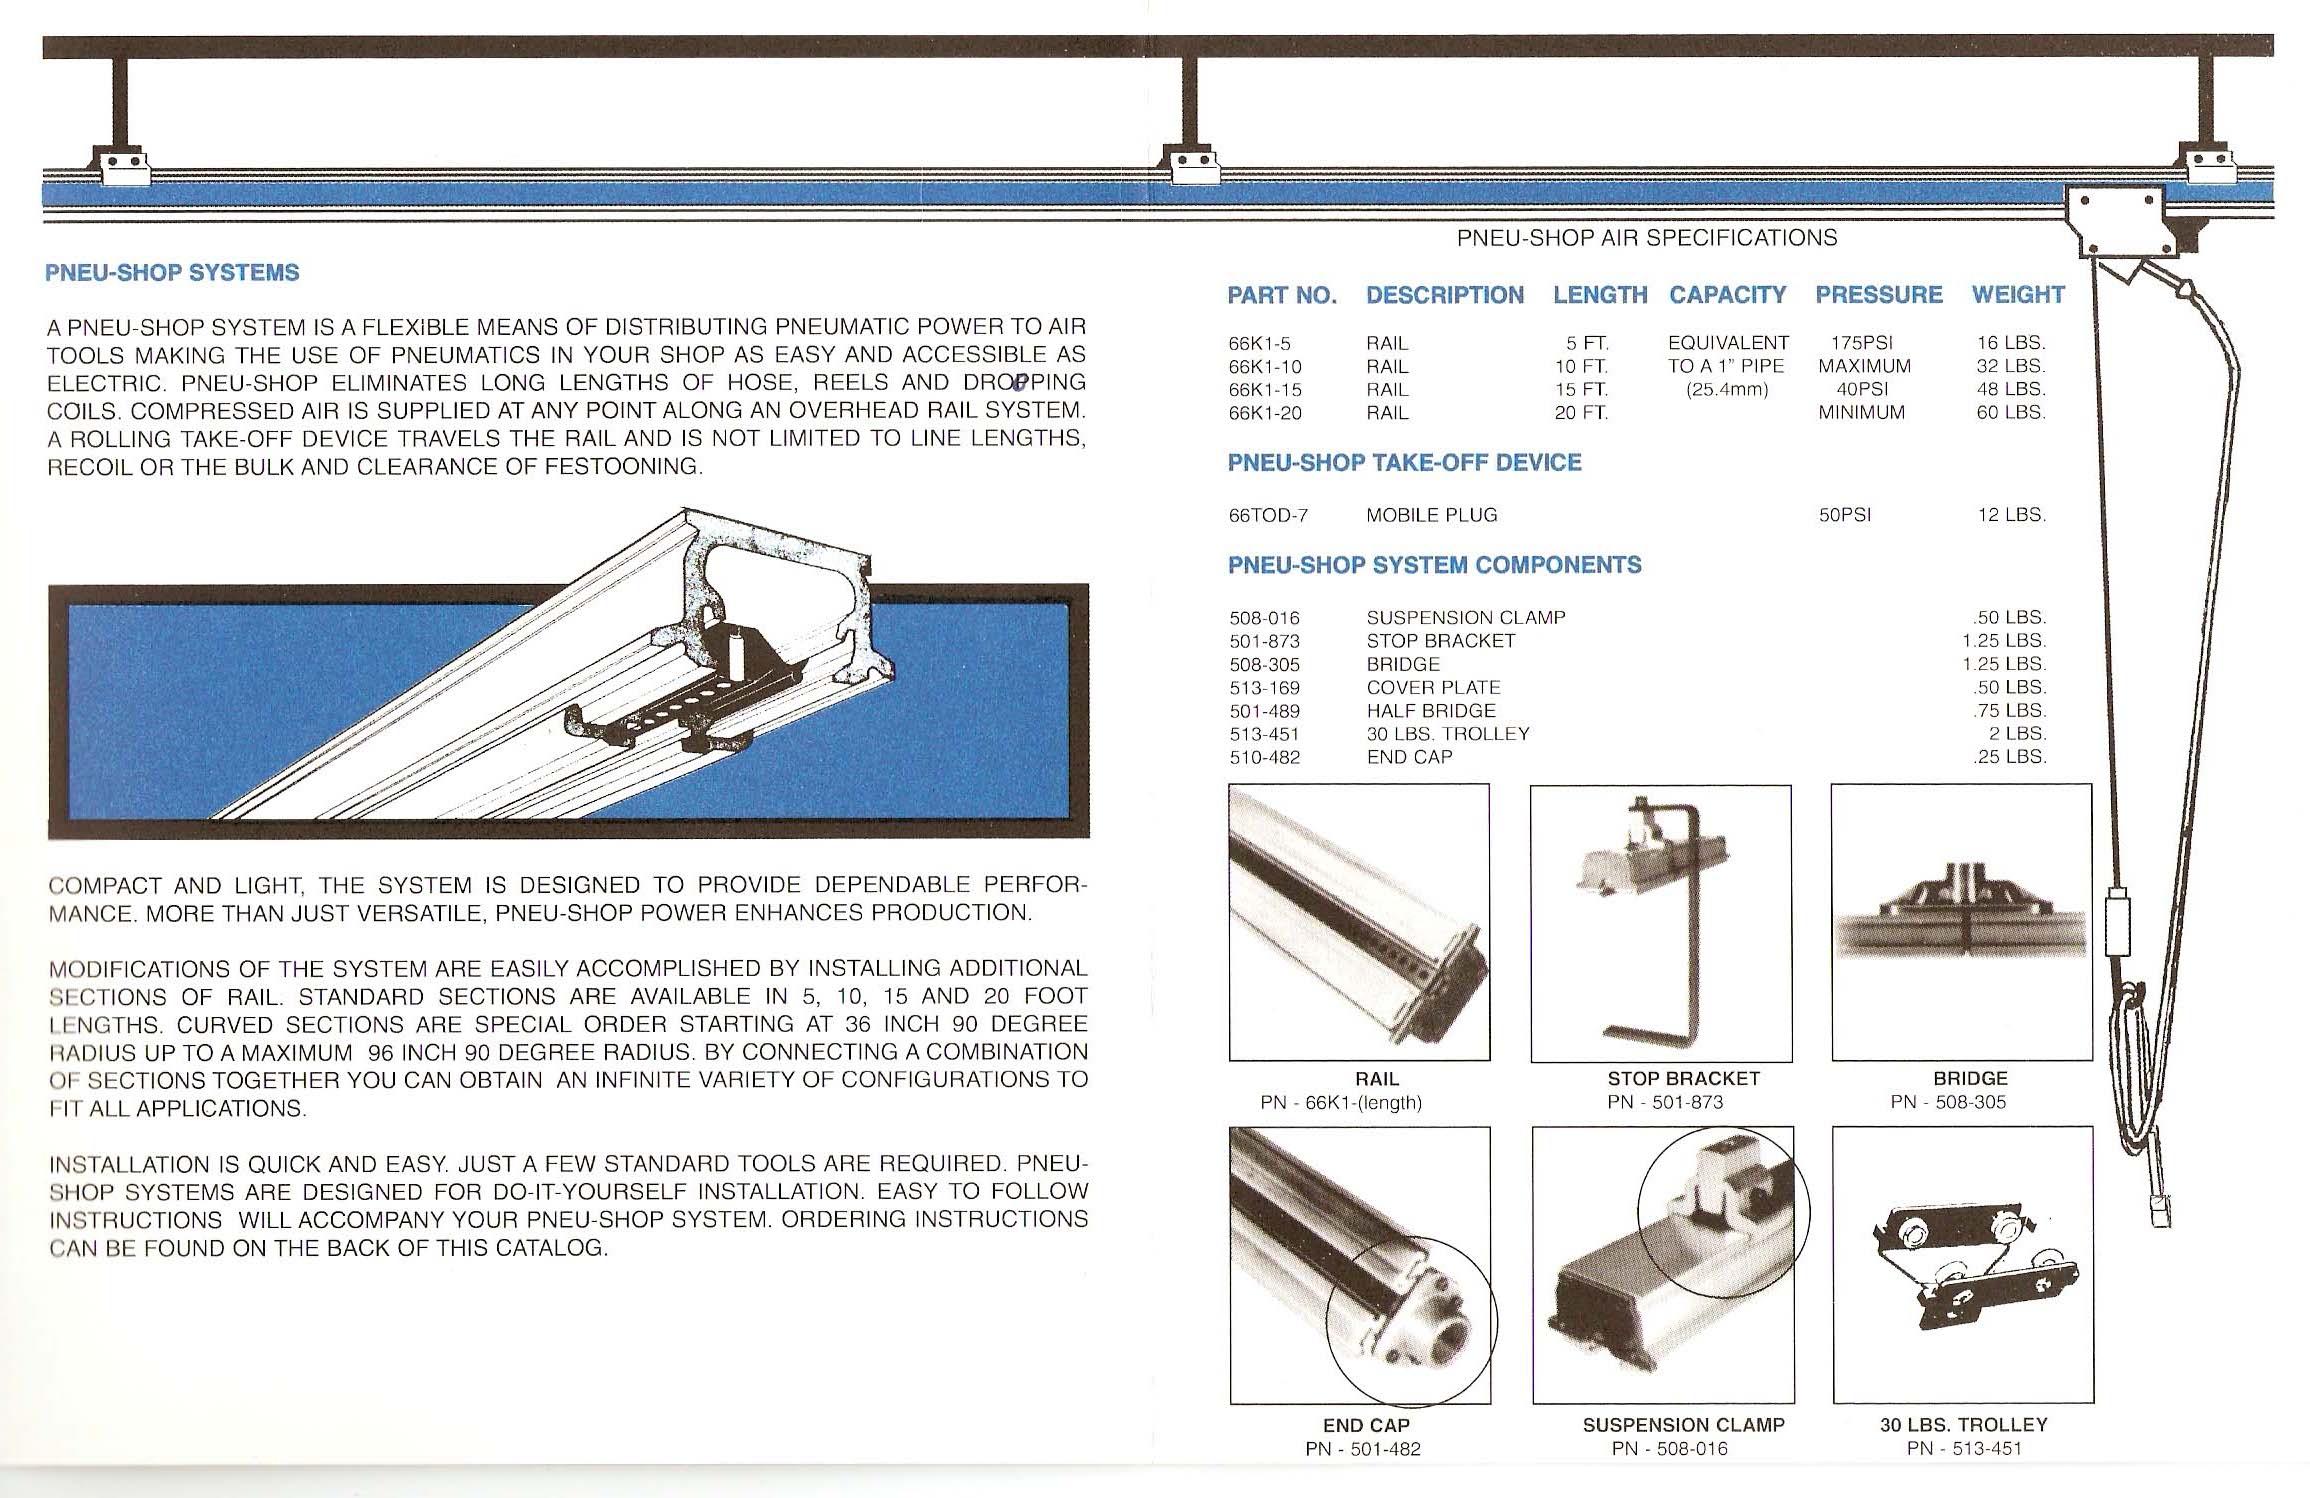 PNEU-SHOP SYSTEMS
A PNEU-SHOP SYSTEM IS A FLEXIBLE MEANS OF DISTRIBUTING PNEUMATIC POWER TO AIR
TOOLS MAKING THE USE OF PNEUMATICS IN YOUR SHOP AS EASY AND ACCESSIBLE AS
ELECTRIC. PNEU-SHOP ELIMINATES LONG LENGTHS OF HOSE, REELS AND DROPPING
COILS. COMPRESSED AIR IS SUPPLIED AT ANY POINT ALONG AN OVERHEAD RAIL SYSTEM.
A ROLLING TAKE-OFF DEVICE TRAVELS THE RAIL AND IS NOT LIMITED TO LINE LENGTHS,
RECOIL OR THE BULK AND CLEARANCE OF FESTOONING.
COMPACT AND LIGHT, THE SYSTEM IS DESIGNED TO PROVIDE DEPENDABLE PERFOR-
MANCE. MORE THAN JUST VERSATILE, PNEU-SHOP POWER ENHANCES PRODUCTION.
MODIFICATIONS OF THE SYSTEM ARE EASILY ACCOMPLISHED BY INSTALLING ADDITIONAL
SECTIONS OF RAIL. STANDARD SECTIONS ARE AVAILABLE IN 5, 10, 15 AND 20 FOOT
LENGTHS. CURVED SECTIONS ARE SPECIAL ORDER STARTING AT 36 INCH 90 DEGREE
RADIUS UP TO A MAXIMUM 96 INCH 90 DEGREE RADIUS. BY CONNECTING A COMBINATION
OF SECTIONS TOGETHER YOU CAN OBTAIN AN INFINITE VARIETY OF CONFIGURATIONS TO
FIT ALL APPLICATIONS.
INSTALLATION IS QUICK AND EASY. JUST A FEW STANDARD TOOLS ARE REQUIRED. PNEU-
SHOP SYSTEMS ARE DESIGNED FOR DO-IT-YOURSELF INSTALLATION. EASY TO FOLLOW
INSTRUCTIONS WILL ACCOMPANY YOUR PNEU-SHOP SYSTEM. ORDERING INSTRUCTIONS
CAN BE FOUND ON THE BACK OF THIS CATALOG.
PNEU-SHOP AIR SPECIFICATIONS
PART NO. DESCRIPTION LENGTH CAPACITY PRESSURE WEIGHT
66K1-5 RAIL 5 FT. EQUIVALENT 175PSI 16 LBS.
66K1-10 RAIL 10 FT. TO A 1" PIPE MAXIMUM 32 LBS.
66K1-15 RAIL 15 FT. (25.4mm) 40PSI 48 LBS.
66K1-20 RAIL 20 FT. MINIMUM 60 LBS.
PNEU-SHOP TAKE-OFF DEVICE
66TOD-7 MOBILE PLUG 50PSI 12 LBS.
PNEU-SHOP SYSTEM COMPONENTS
508-016 SUSPENSION CLAMP .50 LBS.
501-873 STOP BRACKET 1.25 LBS.
508-305 BRIDGE 1.25 LBS.
513-169 COVER PLATE .50 LBS.
501-489 HALF BRIDGE .75 LBS.
513-451 30 LBS. TROLLEY 2 LBS.
510-482 END CAP .25 LBS.
RAIL STOP BRACKET BRIDGE
PN - 66K1-(length) PN - 501-873 PN - 508-305
END CAP SUSPENSION CLAMP 30 LBS. TROLLEY
PN - 501-482 PN - 508-016 PN - 513-451